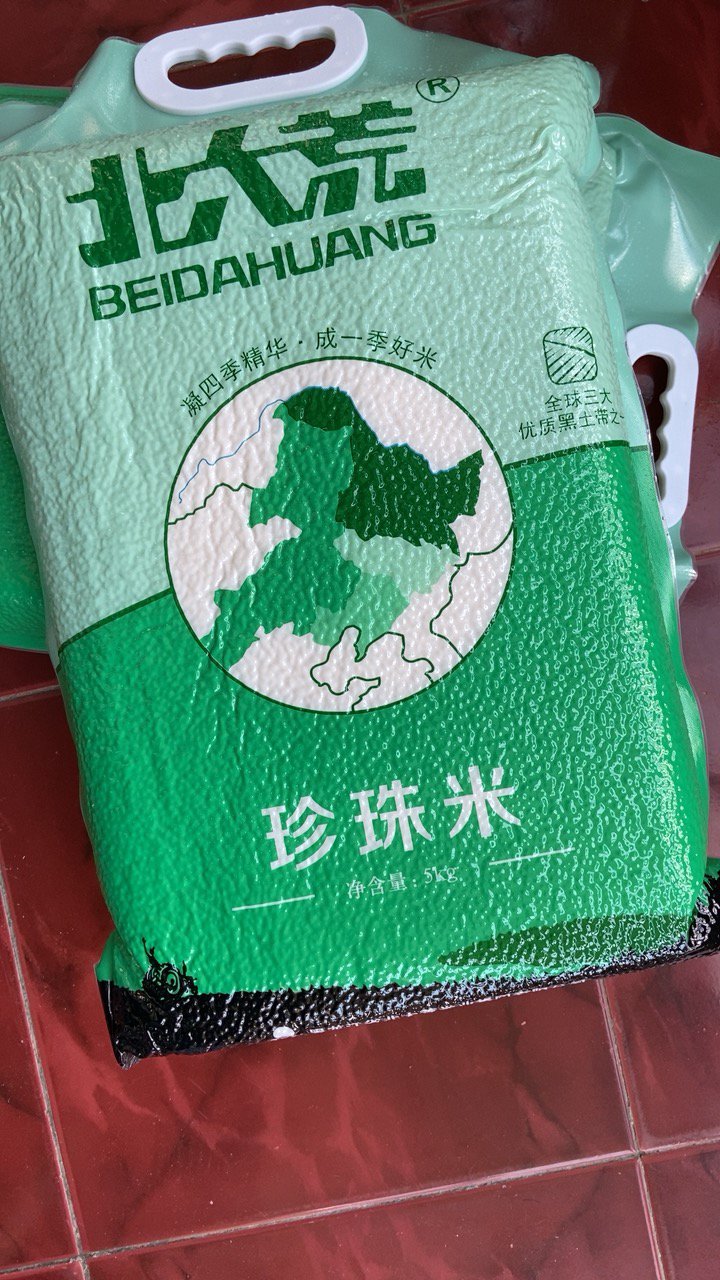 北大荒
®
BEIDAHUANG
凝四季精华·成一季好米
全球三大
优质黑土带之一
珍珠米
净含量:5kg